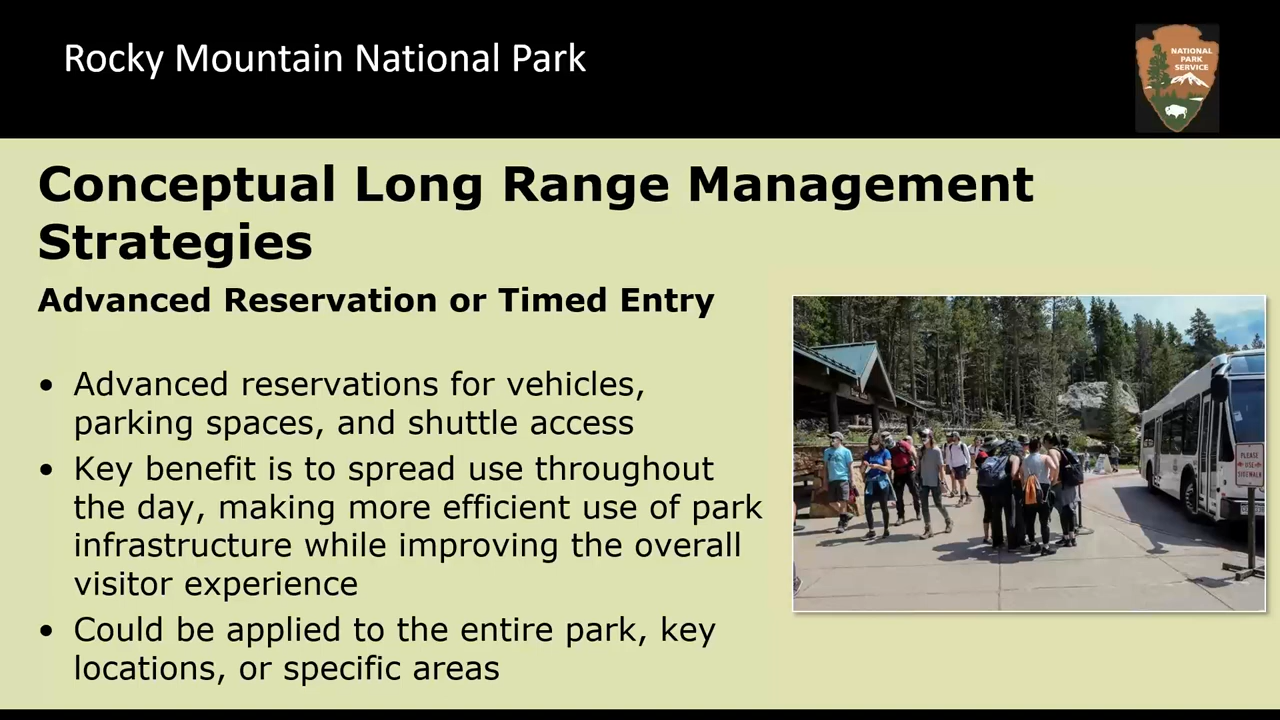 Rocky Mountain National Park
NATIONAL
PARK
SERVICE
Conceptual Long Range Management
Strategies
Advanced Reservation or Timed Entry
• Advanced reservations for vehicles,
parking spaces, and shuttle access
• Key benefit is to spread use throughout
the day, making more efficient use of park
infrastructure while improving the overall
visitor experience
• Could be applied to the entire park, key
locations, or specific areas
PLEASE
USE
SIDEWALK